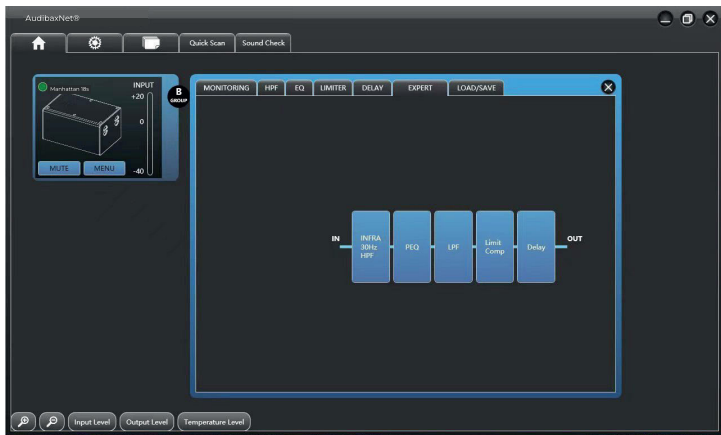 AudibaxNet®
Quick Scan
Sound Check
Manhattan 18s
INPUT
+20
0
-40
MUTE
MENU
B
GROUP
MONITORING
HPF
EQ
LIMITER
DELAY
EXPERT
LOAD/SAVE
IN
INFRA
30Hz
HPF
PEQ
LPF
Limit
Comp
Delay
OUT
Input Level
Output Level
Temperature Level